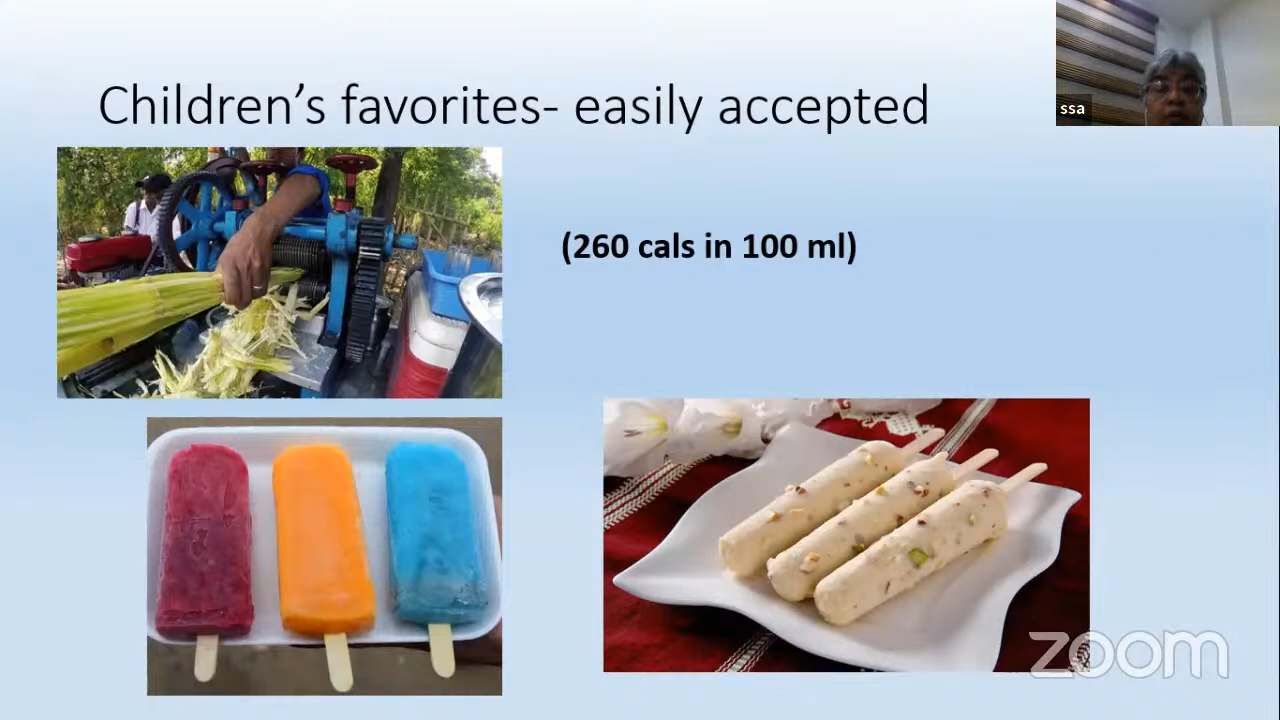 Children's favorites- easily accepted
ssa
(260 cals in 100 ml)
zoom